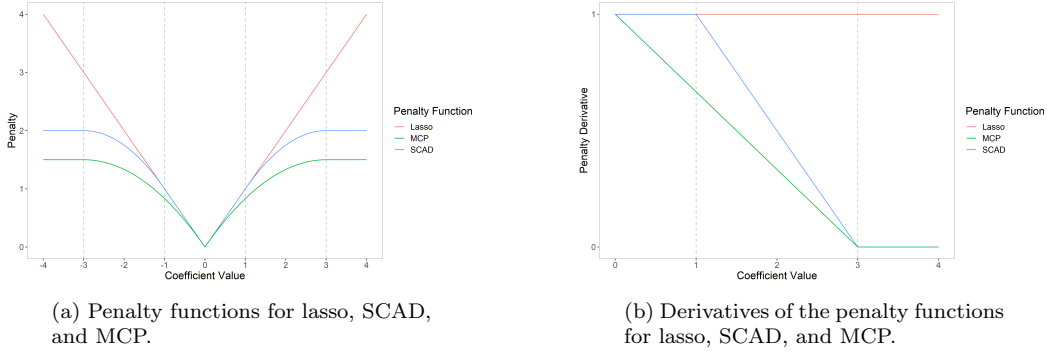 4
3
2
1
0
Penalty
-4 -3 -2 -1 0 1 2 3 4
Coefficient Value
Penalty Function
Lasso
MCP
SCAD
(a) Penalty functions for lasso, SCAD,
and MCP.
1
0
Penalty Derivative
0 1 2 3 4
Coefficient Value
Penalty Function
Lasso
MCP
SCAD
(b) Derivatives of the penalty functions
for lasso, SCAD, and MCP.